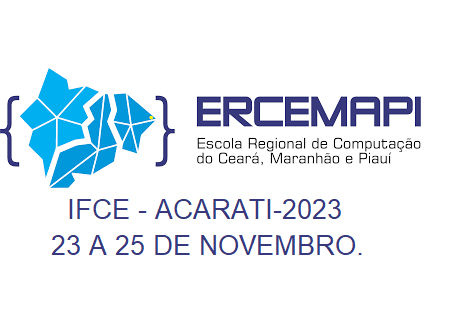 { } ERCEMAPI
Escola Regional de Computação
do Ceará, Maranhão e Piauí
IFCE - ACARATI-2023
23 A 25 DE NOVEMBRO.